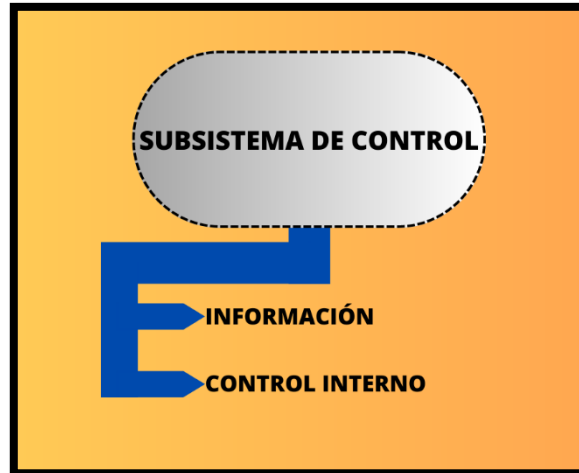 SUBSISTEMA DE CONTROL
INFORMACIÓN
CONTROL INTERNO